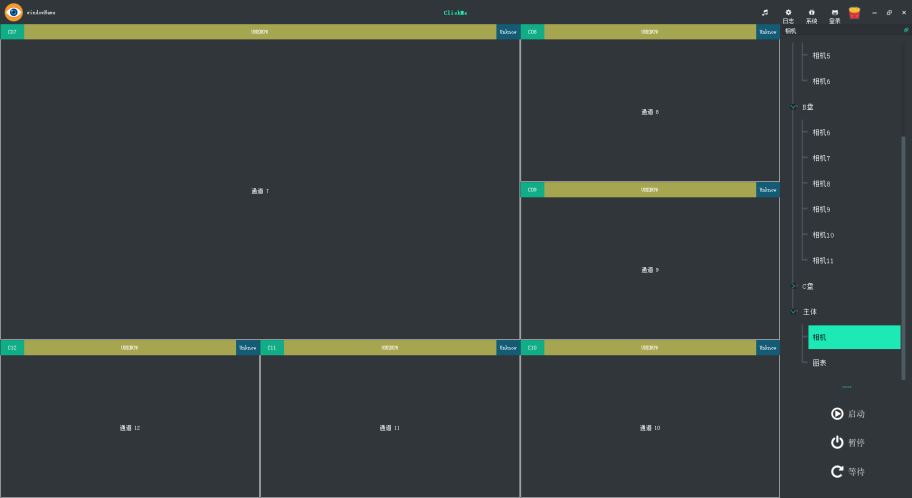 windowName
ClickMe
日志
系统
登录
C07 UNKNOWN Unknow
C08 UNKNOWN Unknow
相机
通道 7
通道 8
C09 UNKNOWN Unknow
通道 9
C12 UNKNOWN Unknow
C11 UNKNOWN Unknow
C10 UNKNOWN Unknow
通道 12
通道 11
通道 10
相机5
相机6
B盘
相机6
相机7
相机8
相机9
相机10
相机11
C盘
主体
相机
图表
启动
暂停
等待